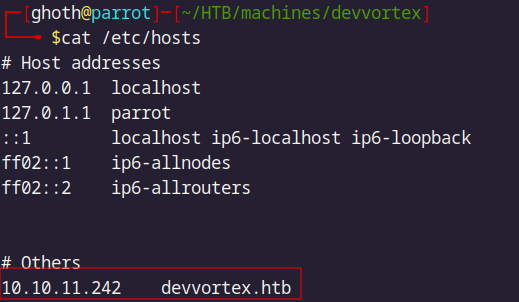 ┌─[ghoth@parrot]─[~/HTB/machines/devvortex]
└──╼ $cat /etc/hosts
# Host addresses
127.0.0.1  localhost
127.0.1.1  parrot
::1        localhost ip6-localhost ip6-loopback
ff02::1    ip6-allnodes
ff02::2    ip6-allrouters
# Others
10.10.11.242    devvortex.htb